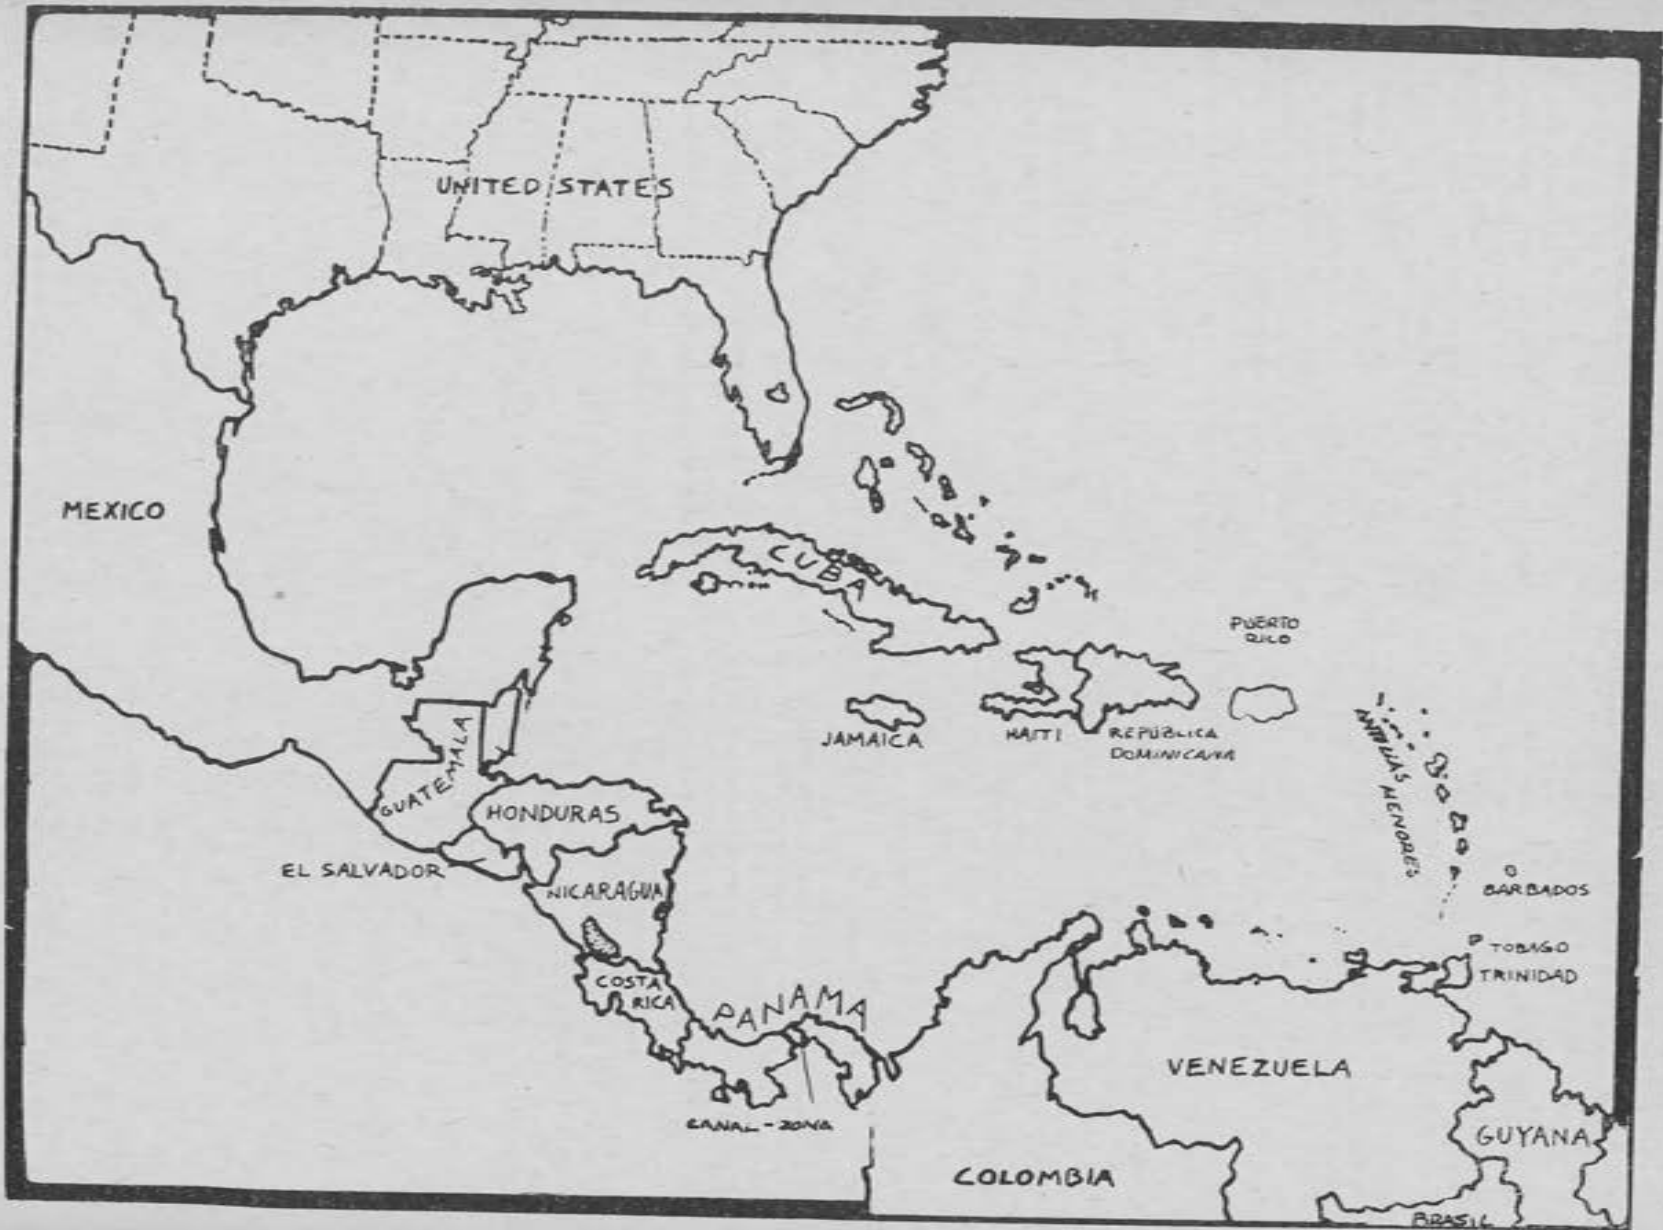 UNITED STATES
MEXICO
CUBA
PUERTO
RICO
JAMAICA
HAITI
REPÚBLICA
DOMINICANA
ANTILLAS MENORES
GUATEMALA
HONDURAS
EL SALVADOR
NICARAGUA
BARBADOS
TOBAGO
TRINIDAD
COSTA
RICA
PANAMA
VENEZUELA
CANAL-ZONA
GUYANA
COLOMBIA
BRASIL